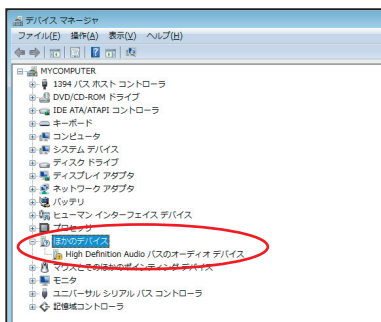 デバイス マネージャ
ファイル(F) 操作(A) 表示(V) ヘルプ(H)
MYCOMPUTER
1394 バス ホスト コントローラ
DVD/CD-ROM ドライブ
IDE ATA/ATAPI コントローラ
キーボード
コンピュータ
システム デバイス
ディスク ドライブ
ディスプレイ アダプタ
ネットワーク アダプタ
バッテリ
ヒューマン インターフェイス デバイス
プロセッサ
ほかのデバイス
High Definition Audio バスのオーディオ デバイス
マウスとそのほかのポインティング デバイス
モニタ
ユニバーサル シリアル バス コントローラ
記憶域コントローラ